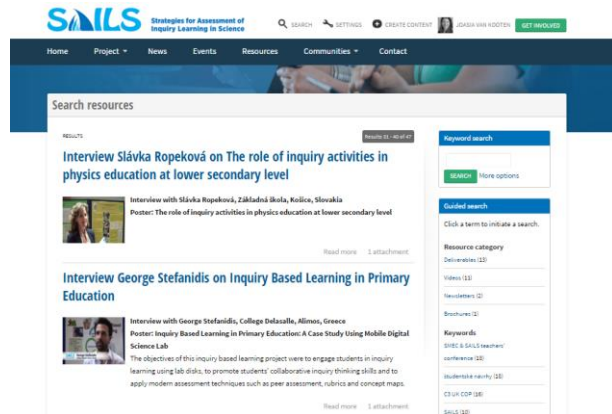 SAILS Strategies for Assessment of
Inquiry Learning in Science
SEARCH SETTINGS CREATE CONTENT JOASIA VAN KOOTEN GET INVOLVED
Home Project News Events Resources Communities Contact
Search resources
RESULTS
Results 31 - 40 of 47
Interview Slávka Ropeková on The role of inquiry activities in
physics education at lower secondary level
Interview with Slávka Ropeková, Základná škola, Košice, Slovakia
Poster: The role of inquiry activities in physics education at lower secondary level
Read more 1 attachment
Interview George Stefanidis on Inquiry Based Learning in Primary
Education
Interview with George Stefanidis, College Delasalle, Alimos, Greece
Poster: Inquiry Based Learning in Primary Education: A Case Study Using Mobile Digital
Science Lab
The objectives of this inquiry based learning project were to engage students in inquiry
learning using lab disks, to promote students' collaborative inquiry thinking skills and to
apply modern assessment techniques such as peer assessment, rubrics and concept maps.
Read more 1 attachment
Keyword search
SEARCH More options
Guided search
Click a term to initiate a search.
Resource category
Deliverables (13)
Videos (11)
Newsletters (2)
Brochures (1)
Keywords
SMEC & SAILS teachers'
conference (18)
študentské návrhy (18)
SAILS (10)